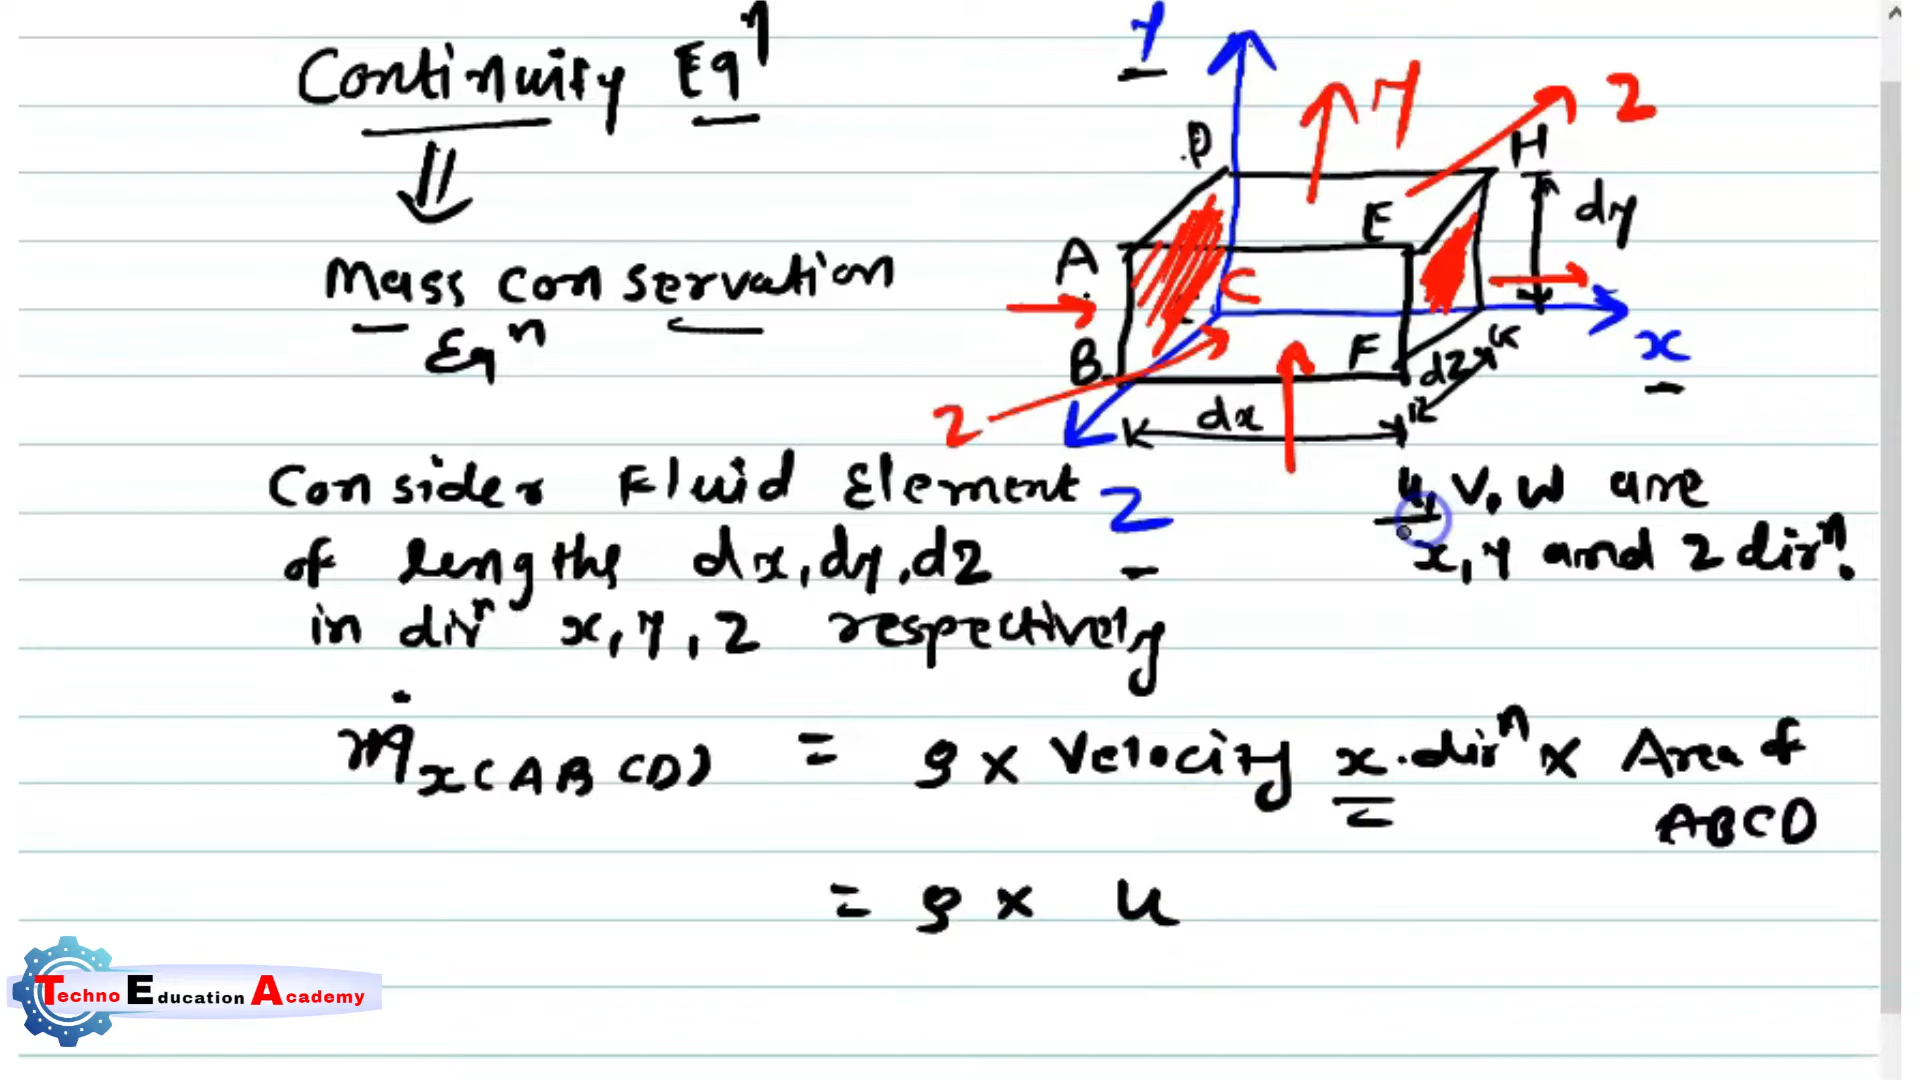 Continuity Eqⁿ
⇓
Mass conservation
Eqⁿ
Y
Y
Z
D
H
E
dy
A
C
x
B
F
K
dz
dx
Z
Z
Consider Fluid Element
of lengths dx, dy, dz
in dirⁿ x, y, z respectively
u, v, w are
x, y and z dirⁿ.
ṁx(ABCD) = ρ × Velocity x.dirⁿ × Area of
ABCD
= ρ × u
Techno Education Academy